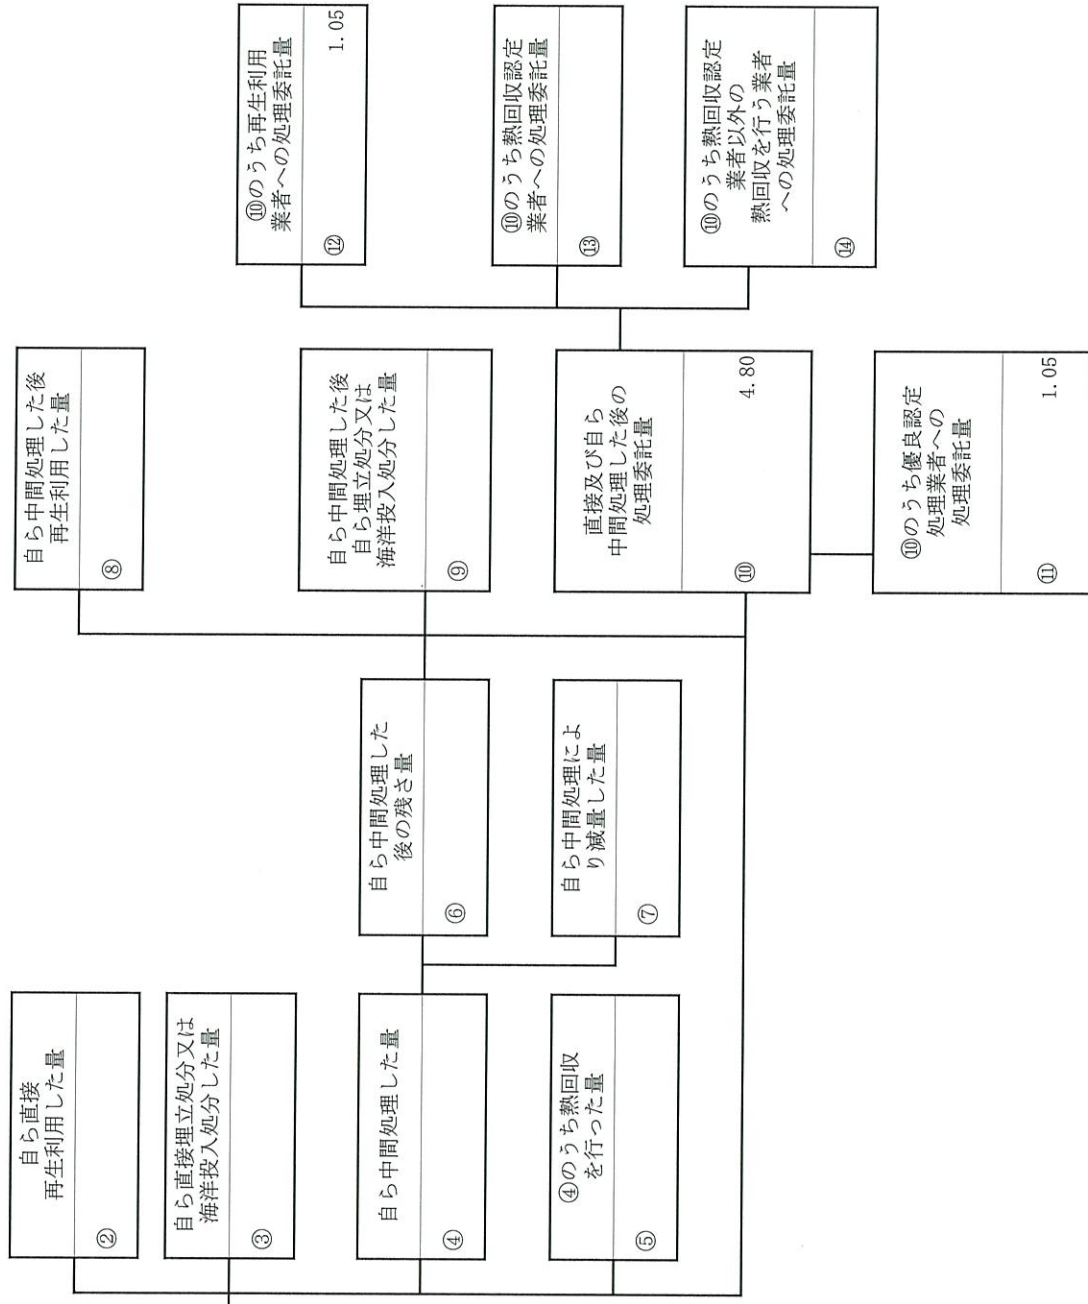 自ら直接
再生利用した量
②
自ら直接埋立処分又は
海洋投入処分した量
③
自ら中間処理した量
④
④のうち熱回収
を行った量
⑤
自ら中間処理した
後の残さ量
⑥
自ら中間処理によ
り減量した量
⑦
自ら中間処理した後
再生利用した量
⑧
自ら中間処理した後
自ら埋立処分又は
海洋投入処分した量
⑨
直接及び自ら
中間処理した後の
処理委託量
⑩ 4.80
⑩のうち優良認定
処理業者への
処理委託量
⑪ 1.05
⑩のうち再生利用
業者への処理委託量
⑫ 1.05
⑩のうち熱回収認定
業者への処理委託量
⑬
⑩のうち熱回収認定
業者以外の
熱回収を行う業者
への処理委託量
⑭